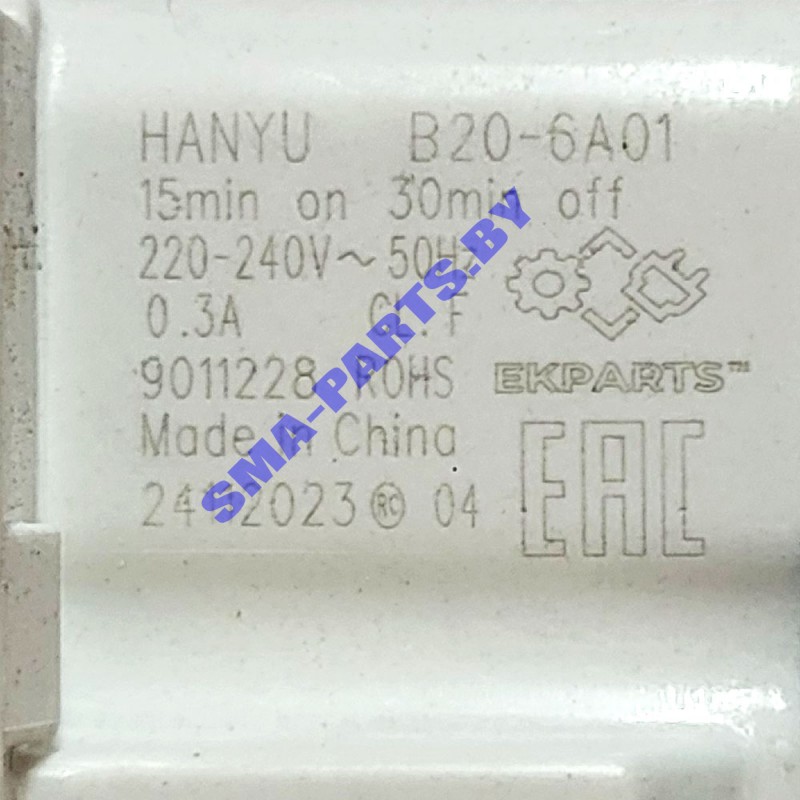 HANYU B20-6A01
15min on 30min off
220-240V~ 50Hz
0.3A CL. F
9011228 ROHS
EKPARTS™
Made in China
2023 RC 04
EAC
SMA-PARTS.BY